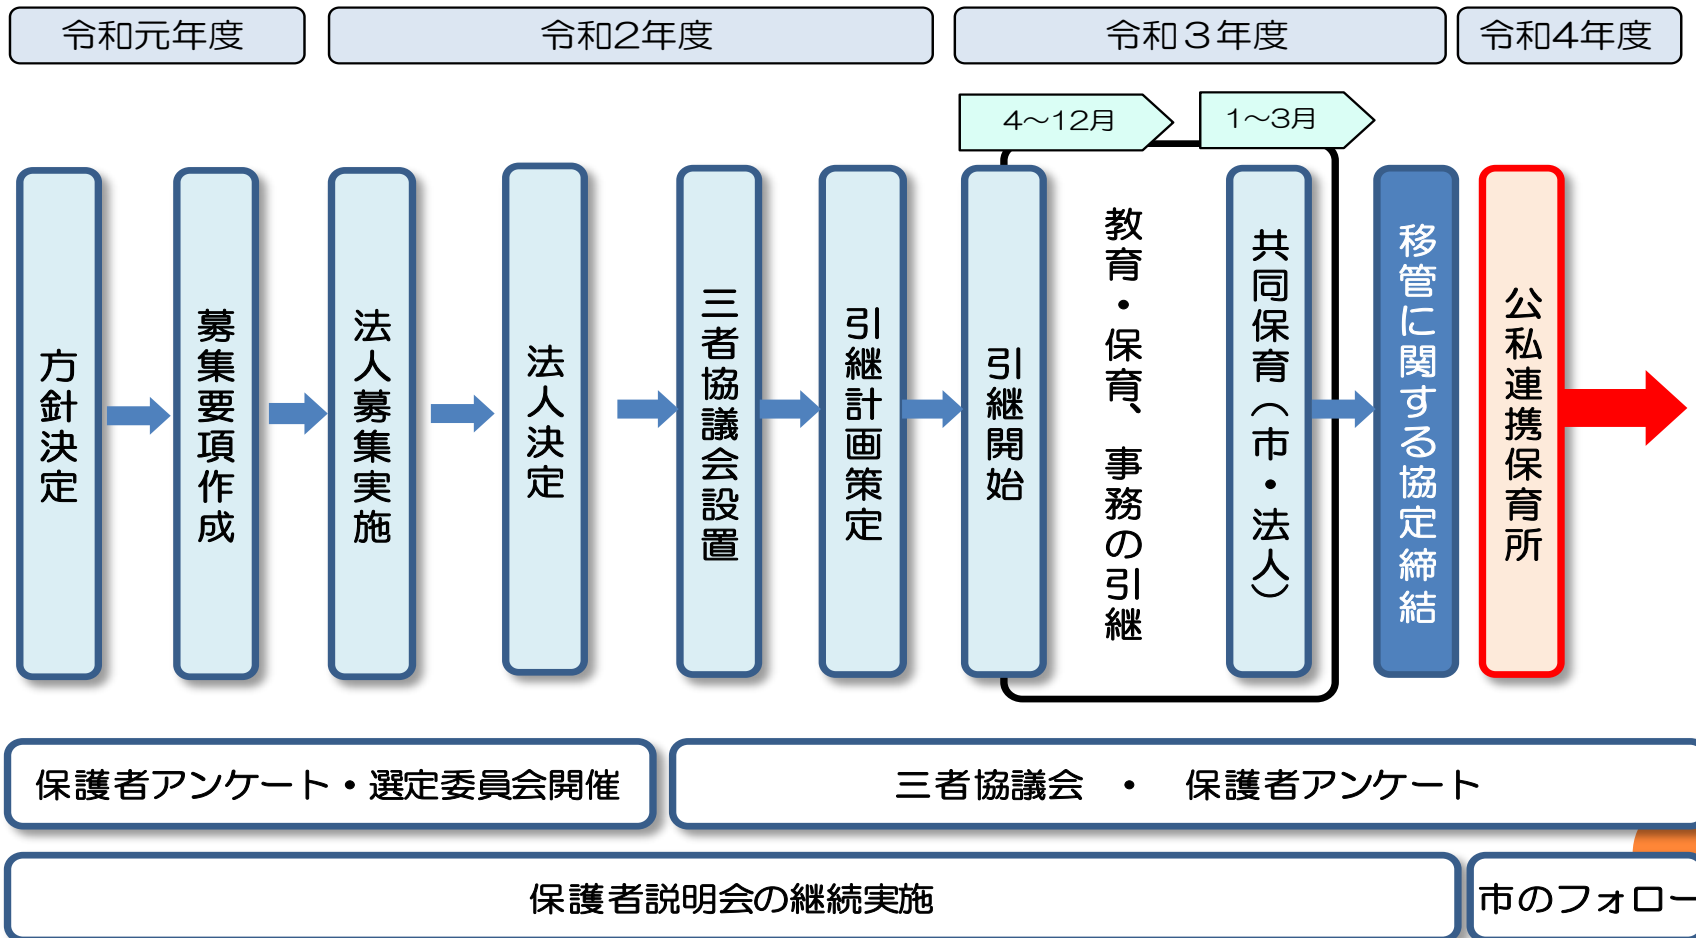 令和元年度
令和2年度
令和３年度
令和4年度
4～12月
1～3月
方針決定
募集要項作成
法人募集実施
法人決定
三者協議会設置
引継計画策定
引継開始
教育・保育、事務の引継
共同保育（市・法人）
移管に関する協定締結
公私連携保育所
保護者アンケート・選定委員会開催
三者協議会　・　保護者アンケート
保護者説明会の継続実施
市のフォロー